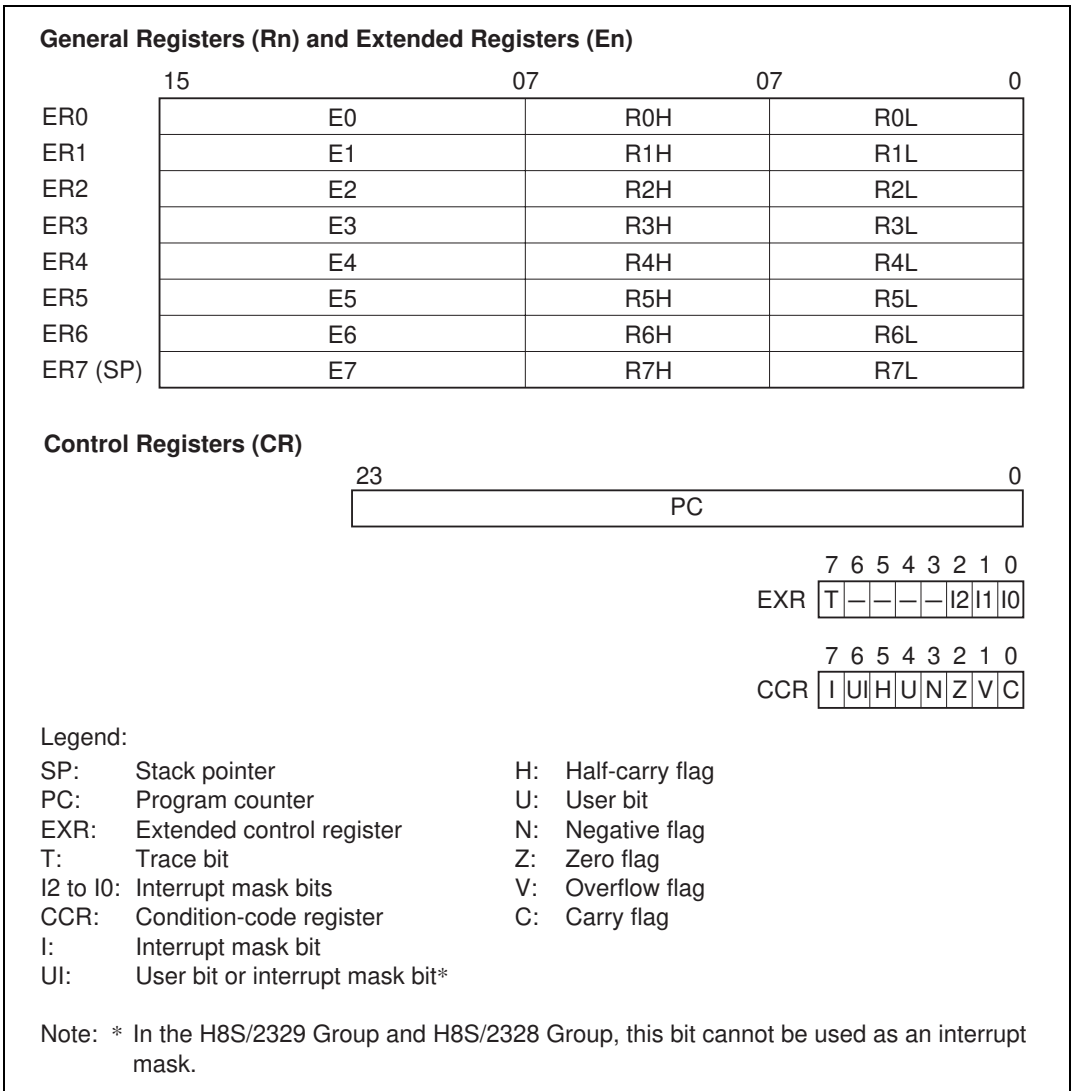 General Registers (Rn) and Extended Registers (En)
15 07 07 0
ER0 E0 R0H R0L
ER1 E1 R1H R1L
ER2 E2 R2H R2L
ER3 E3 R3H R3L
ER4 E4 R4H R4L
ER5 E5 R5H R5L
ER6 E6 R6H R6L
ER7 (SP) E7 R7H R7L
Control Registers (CR)
23 0
PC
7 6 5 4 3 2 1 0
EXR T — — — — I2 I1 I0
7 6 5 4 3 2 1 0
CCR I UI H U N Z V C
Legend:
SP: Stack pointer H: Half-carry flag
PC: Program counter U: User bit
EXR: Extended control register N: Negative flag
T: Trace bit Z: Zero flag
I2 to I0: Interrupt mask bits V: Overflow flag
CCR: Condition-code register C: Carry flag
I: Interrupt mask bit
UI: User bit or interrupt mask bit*
Note: * In the H8S/2329 Group and H8S/2328 Group, this bit cannot be used as an interrupt
mask.